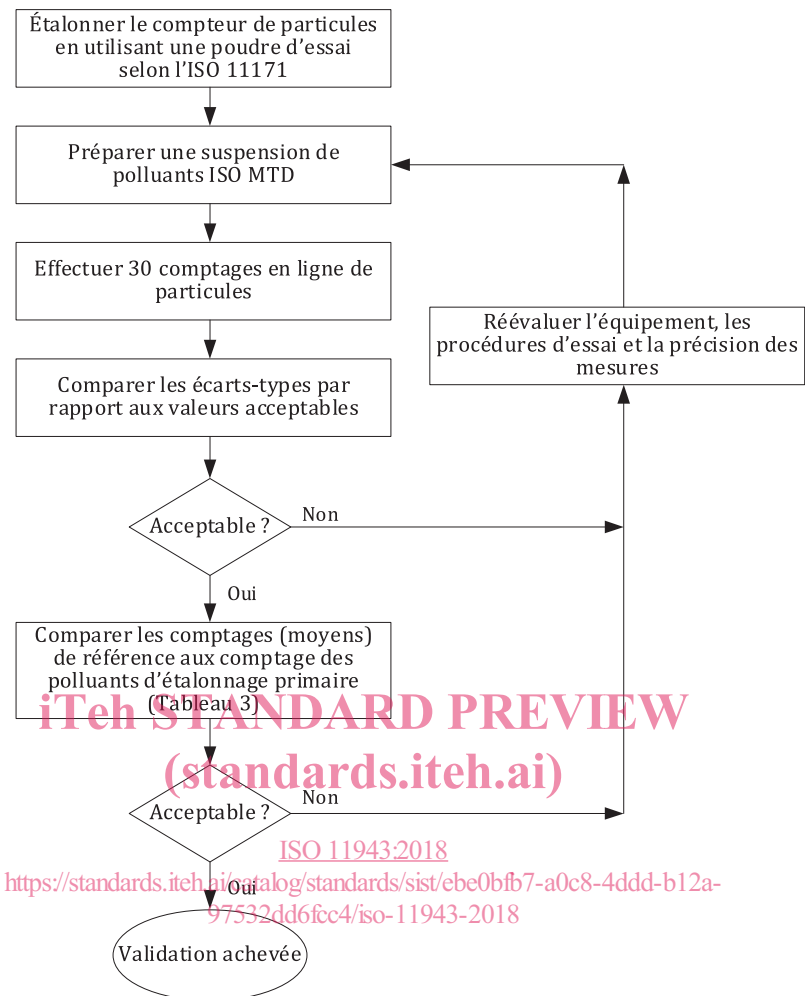 Étalonner le compteur de particules
en utilisant une poudre d’essai
selon l’ISO 11171
Préparer une suspension de
polluants ISO MTD
Effectuer 30 comptages en ligne de
particules
Réévaluer l’équipement, les
procédures d’essai et la précision des
mesures
Comparer les écarts-types par
rapport aux valeurs acceptables
Acceptable ?
Non
Oui
Comparer les comptages (moyens)
de référence aux comptage des
polluants d’étalonnage primaire
(Tableau 3)
iTeh STANDARD PREVIEW
(standards.iteh.ai)
Acceptable ?
Non
ISO 11943:2018
https://standards.iteh.ai/catalog/standards/sist/ebe0bfb7-a0c8-4ddd-b12a-
97532dd6fcc4/iso-11943-2018
Oui
Validation achevée